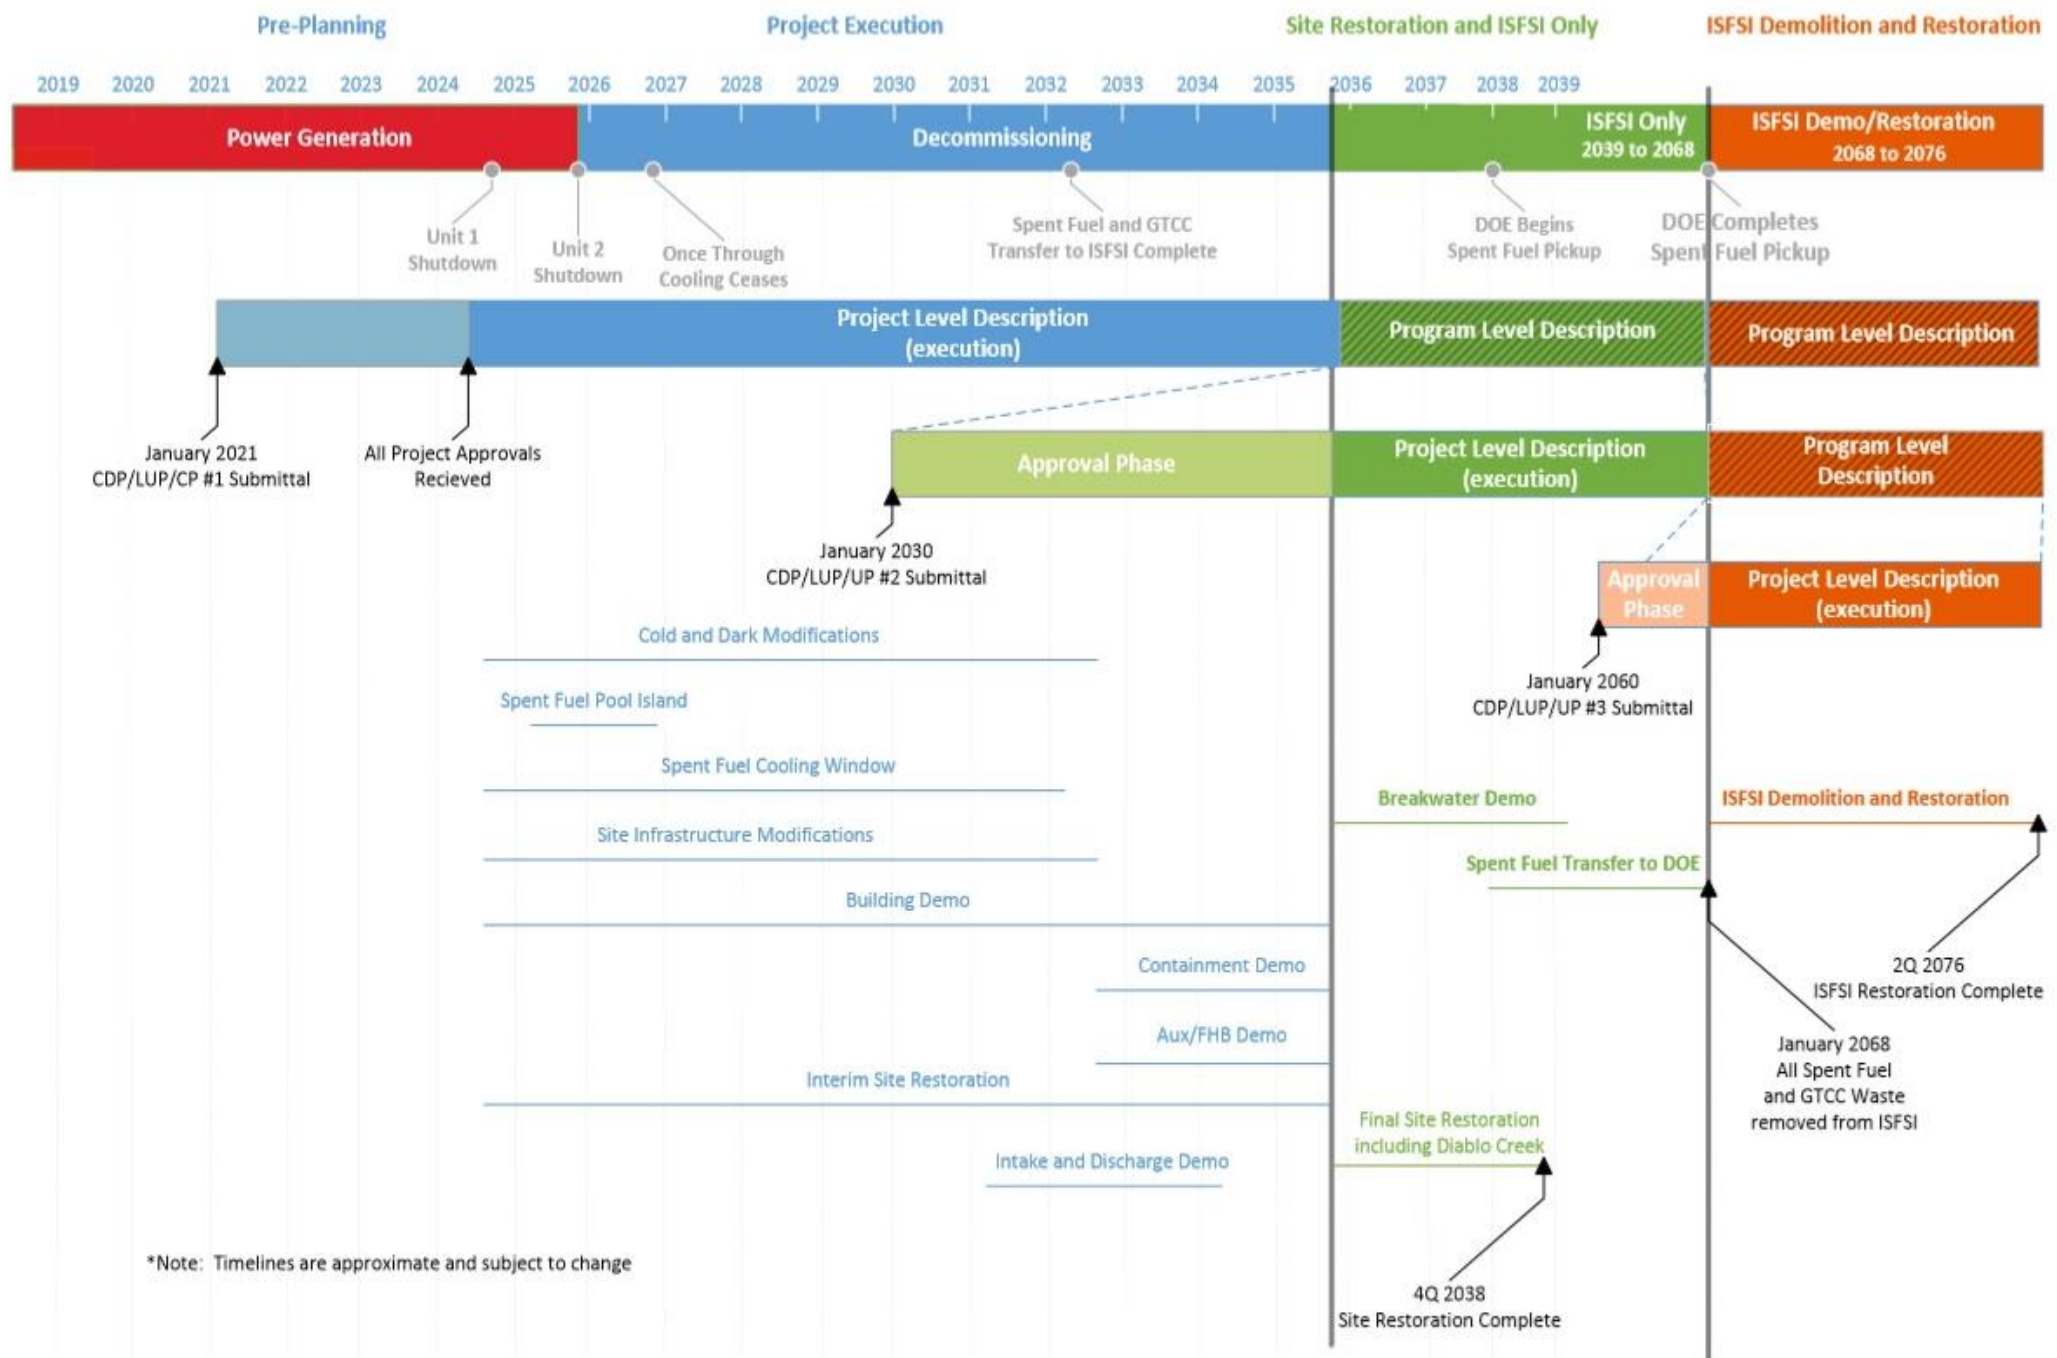 Pre-Planning
Project Execution
Site Restoration and ISFSI Only
ISFSI Demolition and Restoration
2019 2020 2021 2022 2023 2024 2025 2026 2027 2028 2029 2030 2031 2032 2033 2034 2035 2036 2037 2038 2039
Power Generation
Decommissioning
ISFSI Only
2039 to 2068
ISFSI Demo/Restoration
2068 to 2076
Unit 1
Shutdown
Unit 2
Shutdown
Once Through
Cooling Ceases
Spent Fuel and GTCC
Transfer to ISFSI Complete
DOE Begins
Spent Fuel Pickup
DOE Completes
Spent Fuel Pickup
Project Level Description
(execution)
Program Level Description
Program Level Description
January 2021
CDP/LUP/CP #1 Submittal
All Project Approvals
Recieved
Approval Phase
Project Level Description
(execution)
Program Level
Description
January 2030
CDP/LUP/UP #2 Submittal
Approval
Phase
Project Level Description
(execution)
January 2060
CDP/LUP/UP #3 Submittal
Cold and Dark Modifications
Spent Fuel Pool Island
Spent Fuel Cooling Window
Breakwater Demo
ISFSI Demolition and Restoration
Site Infrastructure Modifications
Spent Fuel Transfer to DOE
Building Demo
Containment Demo
2Q 2076
ISFSI Restoration Complete
Aux/FHB Demo
January 2068
All Spent Fuel
and GTCC Waste
removed from ISFSI
Interim Site Restoration
Final Site Restoration
including Diablo Creek
Intake and Discharge Demo
*Note: Timelines are approximate and subject to change
4Q 2038
Site Restoration Complete